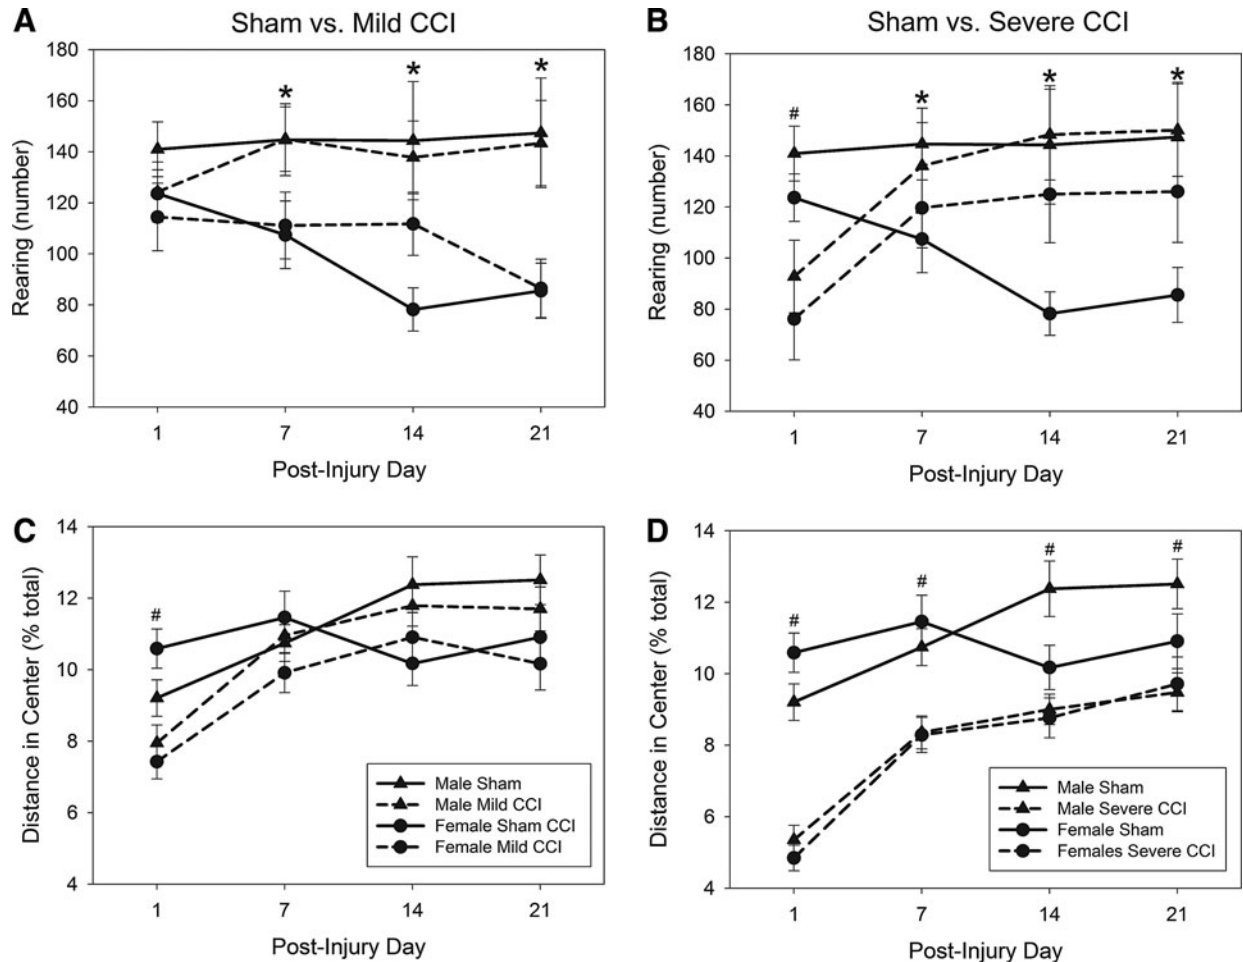 A
Sham vs. Mild CCI
180
160
140
120
100
80
60
40
Rearing (number)
*
*
*
1
7
14
21
Post-Injury Day
B
Sham vs. Severe CCI
180
160
140
120
100
80
60
40
Rearing (number)
#
*
*
*
1
7
14
21
Post-Injury Day
C
14
12
10
8
6
4
Distance in Center (% total)
#
Male Sham
Male Mild CCI
Female Sham CCI
Female Mild CCI
1
7
14
21
Post-Injury Day
D
14
12
10
8
6
4
Distance in Center (% total)
#
#
#
#
Male Sham
Male Severe CCI
Female Sham
Females Severe CCI
1
7
14
21
Post-Injury Day